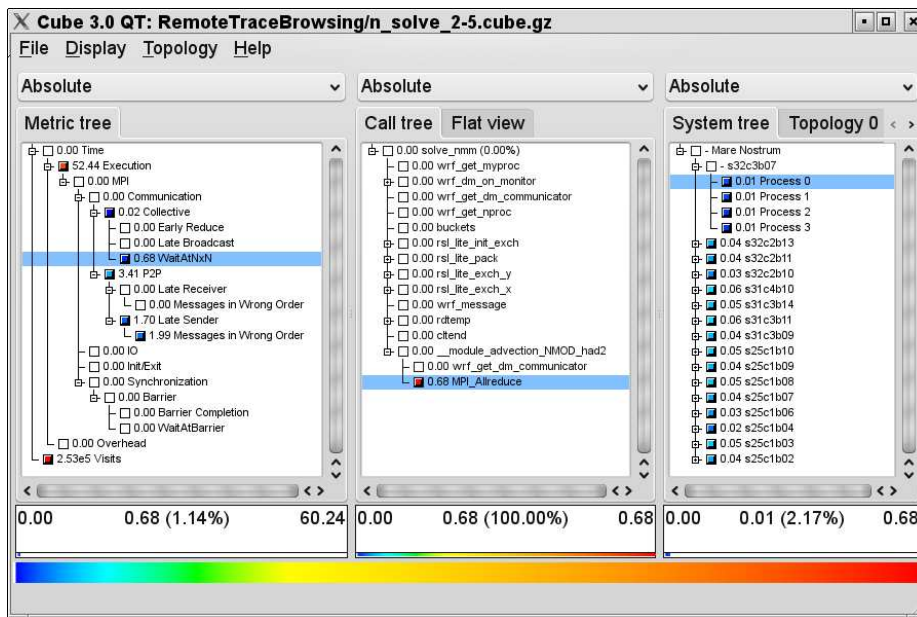 Cube 3.0 QT: RemoteTraceBrowsing/n_solve_2-5.cube.gz
File Display Topology Help
Absolute
Absolute
Absolute
Metric tree
0.00 Time
52.44 Execution
0.00 MPI
0.00 Communication
0.02 Collective
0.00 Early Reduce
0.00 Late Broadcast
0.68 WaitAtNxN
3.41 P2P
0.00 Late Receiver
0.00 Messages in Wrong Order
1.70 Late Sender
1.99 Messages in Wrong Order
0.00 IO
0.00 Init/Exit
0.00 Synchronization
0.00 Barrier
0.00 Barrier Completion
0.00 WaitAtBarrier
0.00 Overhead
2.53e5 Visits
0.00 0.68 (1.14%) 60.24
Call tree Flat view
0.00 solve_nmm (0.00%)
0.00 wrf_get_myproc
0.00 wrf_dm_on_monitor
0.00 wrf_get_dm_communicator
0.00 wrf_get_nproc
0.00 buckets
0.00 rsl_lite_init_exch
0.00 rsl_lite_pack
0.00 rsl_lite_exch_y
0.00 rsl_lite_exch_x
0.00 wrf_message
0.00 rdtemp
0.00 cltend
0.00 __module_advection_NMOD_had2
0.00 wrf_get_dm_communicator
0.68 MPI_Allreduce
0.00 0.68 (100.00%) 0.68
System tree Topology 0
- Mare Nostrum
- s32c3b07
0.01 Process 0
0.01 Process 1
0.01 Process 2
0.01 Process 3
0.04 s32c2b13
0.04 s32c2b11
0.03 s32c2b10
0.06 s31c4b10
0.05 s31c3b14
0.06 s31c3b11
0.04 s31c3b09
0.05 s25c1b10
0.04 s25c1b09
0.05 s25c1b08
0.04 s25c1b07
0.03 s25c1b06
0.02 s25c1b04
0.05 s25c1b03
0.04 s25c1b02
0.00 0.01 (2.17%) 0.68